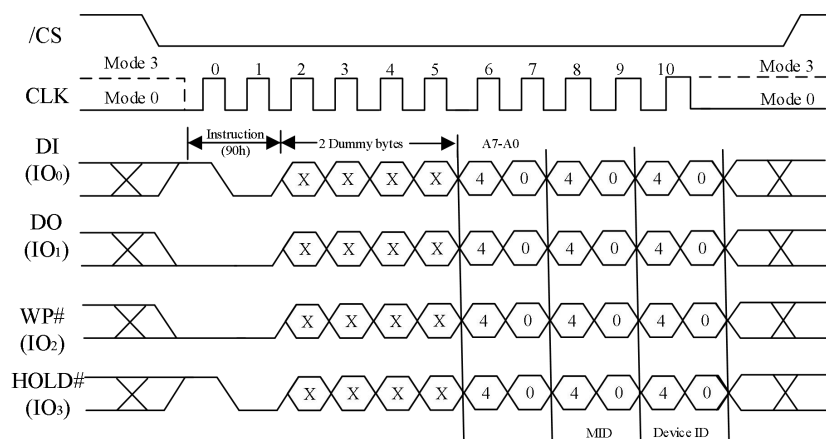 /CS
Mode 3 0 1 2 3 4 5 6 7 8 9 10 Mode 3
CLK Mode 0 Mode 0
DI Instruction 2 Dummy bytes A7-A0
(90h)
(IO₀) X X X X 4 0 4 0 4 0
DO
(IO₁) X X X X 4 0 4 0 4 0
WP#
(IO₂) X X X X 4 0 4 0 4 0
HOLD#
(IO₃) X X X X 4 0 4 0 4 0
MID Device ID